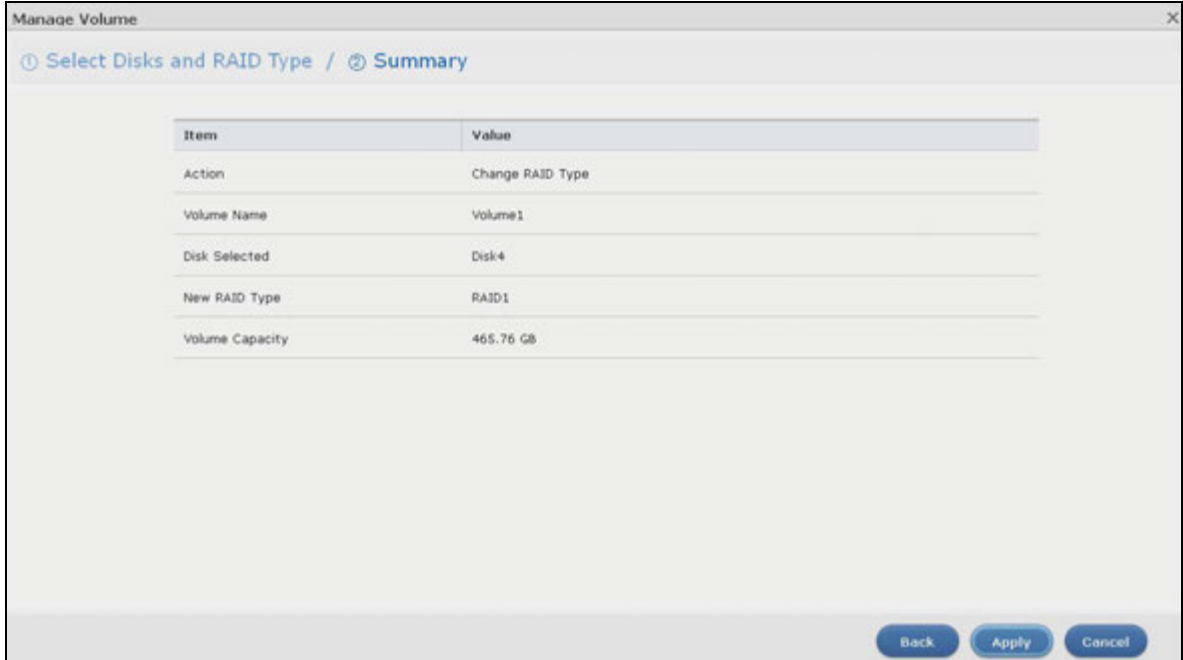 Manage Volume X
① Select Disks and RAID Type / ② Summary
Item Value
Action Change RAID Type
Volume Name Volume1
Disk Selected Disk4
New RAID Type RAID1
Volume Capacity 465.76 GB
Back Apply Cancel